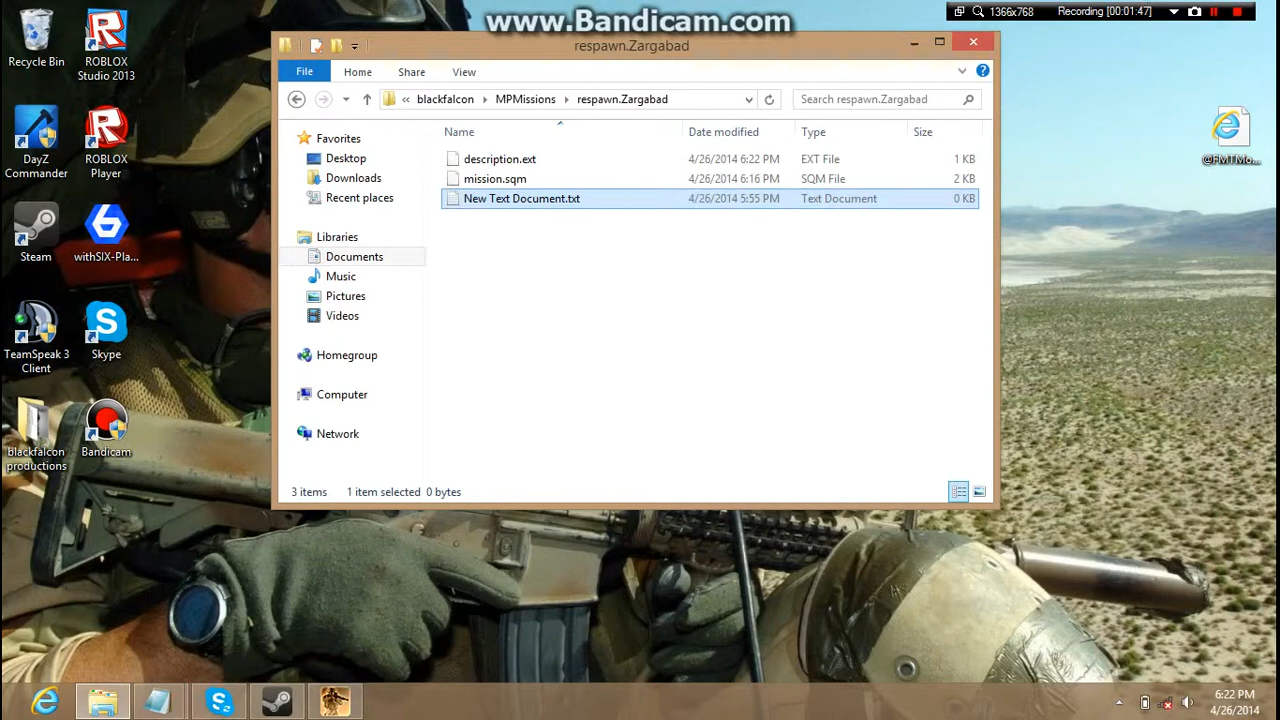 www.Bandicam.com
1366x768 Recording [00:01:47]
respawn.Zargabad
File Home Share View
« blackfalcon MPMissions respawn.Zargabad Search respawn.Zargabad
Name Date modified Type Size
description.ext 4/26/2014 6:22 PM EXT File 1 KB
mission.sqm 4/26/2014 6:16 PM SQM File 2 KB
New Text Document.txt 4/26/2014 5:55 PM Text Document 0 KB
Favorites
Desktop
Downloads
Recent places
Libraries
Documents
Music
Pictures
Videos
Homegroup
Computer
Network
3 items 1 item selected 0 bytes
Recycle Bin
ROBLOX
Studio 2013
DayZ
Commander
ROBLOX
Player
Steam
withSIX-Pla...
TeamSpeak 3
Client
Skype
blackfalcon
productions
Bandicam
@FMTMo...
6:22 PM
4/26/2014